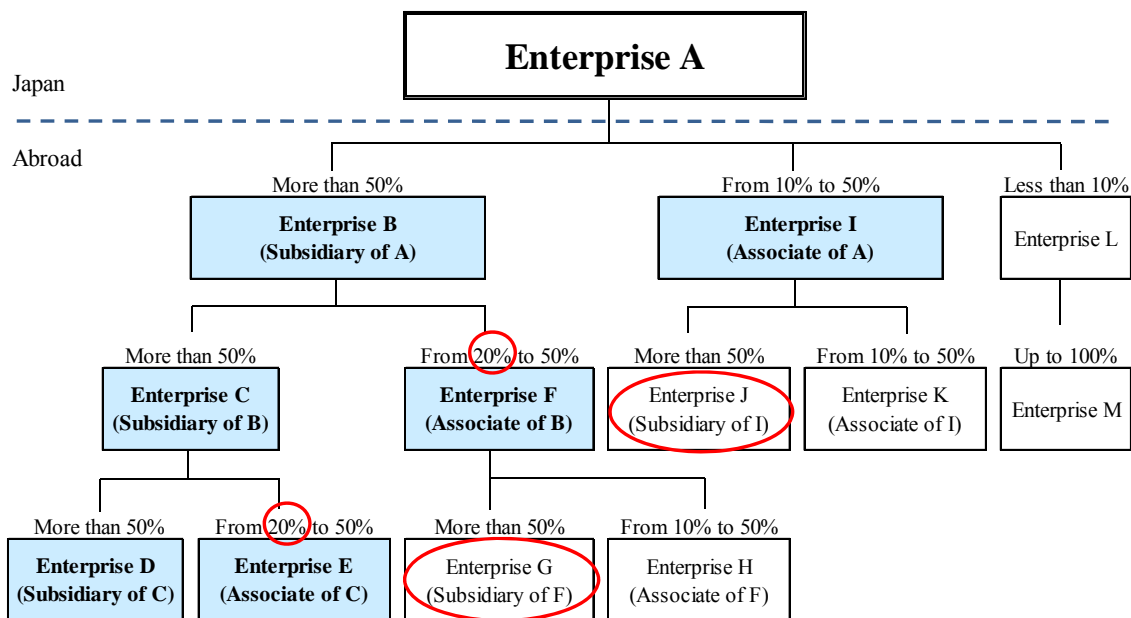 Enterprise A
Japan
Abroad
More than 50%
From 10% to 50%
Less than 10%
Enterprise B
(Subsidiary of A)
Enterprise I
(Associate of A)
Enterprise L
More than 50%
From 20% to 50%
More than 50%
From 10% to 50%
Up to 100%
Enterprise C
(Subsidiary of B)
Enterprise F
(Associate of B)
Enterprise J
(Subsidiary of I)
Enterprise K
(Associate of I)
Enterprise M
More than 50%
From 20% to 50%
More than 50%
From 10% to 50%
Enterprise D
(Subsidiary of C)
Enterprise E
(Associate of C)
Enterprise G
(Subsidiary of F)
Enterprise H
(Associate of F)